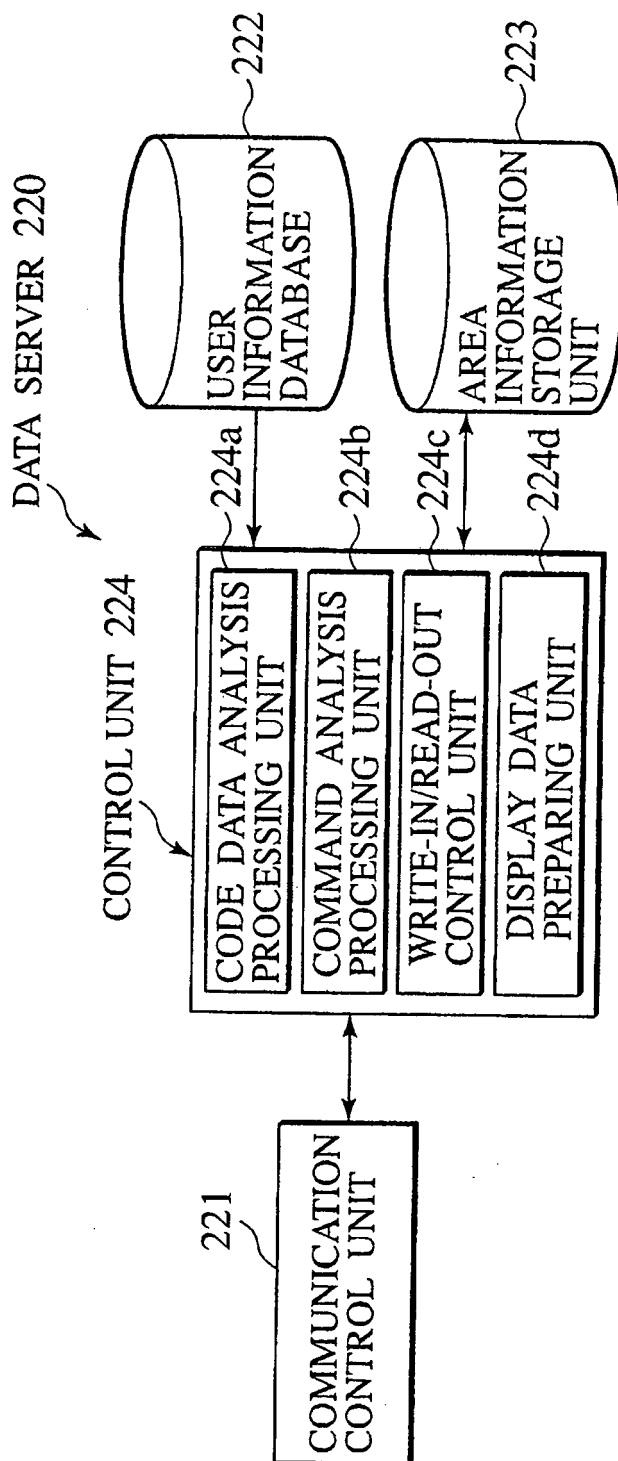 DATA SERVER 220
CONTROL UNIT 224
221
COMMUNICATION
CONTROL UNIT
CODE DATA ANALYSIS
PROCESSING UNIT
224a
COMMAND ANALYSIS
PROCESSING UNIT
224b
WRITE-IN/READ-OUT
CONTROL UNIT
224c
DISPLAY DATA
PREPARING UNIT
224d
USER
INFORMATION
DATABASE
222
AREA
INFORMATION
STORAGE
UNIT
223